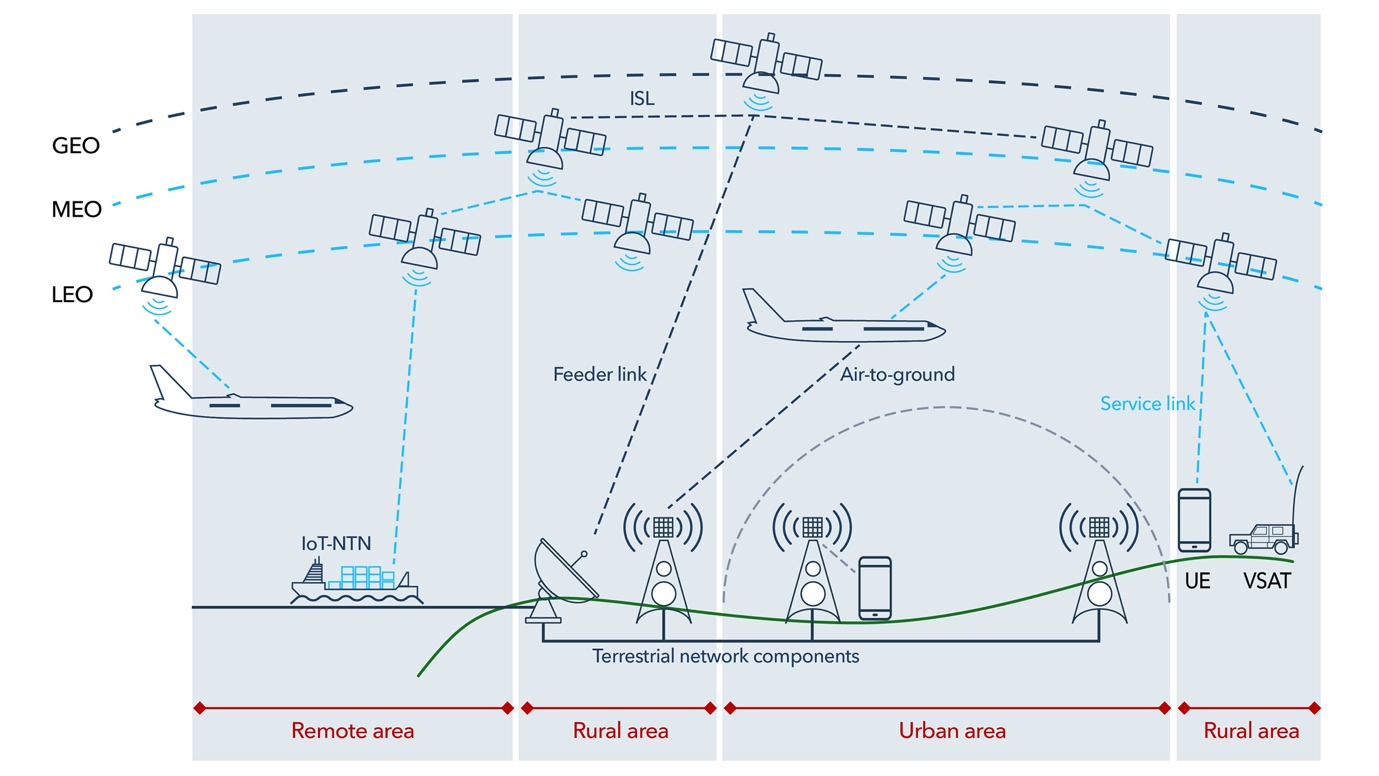 ISL
GEO
MEO
LEO
Feeder link
Air-to-ground
Service link
IoT-NTN
UE
VSAT
Terrestrial network components
Remote area
Rural area
Urban area
Rural area